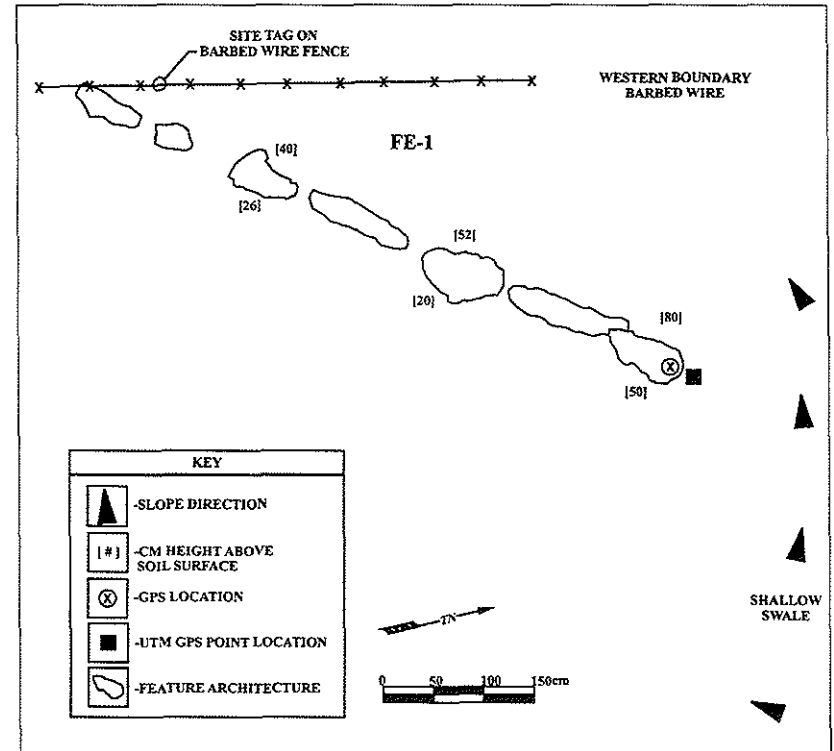 SITE TAG ON
BARBED WIRE FENCE
X X X X X X X X X X X
WESTERN BOUNDARY
BARBED WIRE
FE-1
[40]
[26]
[52]
[20]
[80]
[50]
X
KEY
-SLOPE DIRECTION
[#] -CM HEIGHT ABOVE
SOIL SURFACE
X -GPS LOCATION
-UTM GPS POINT LOCATION
-FEATURE ARCHITECTURE
SHALLOW
SWALE
0 50 100 150cm